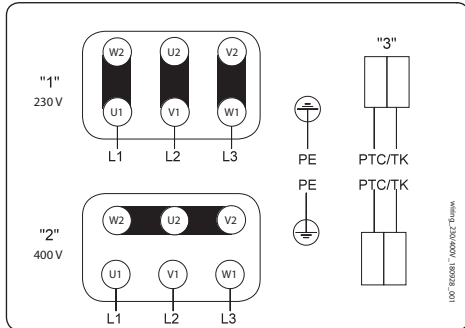 "1"
230 V
W2 U2 V2
U1 V1 W1
L1 L2 L3
PE
PE
"3"
PTC/TK
PTC/TK
"2"
400 V
W2 U2 V2
U1 V1 W1
L1 L2 L3
wiring_230/400V_180928_001